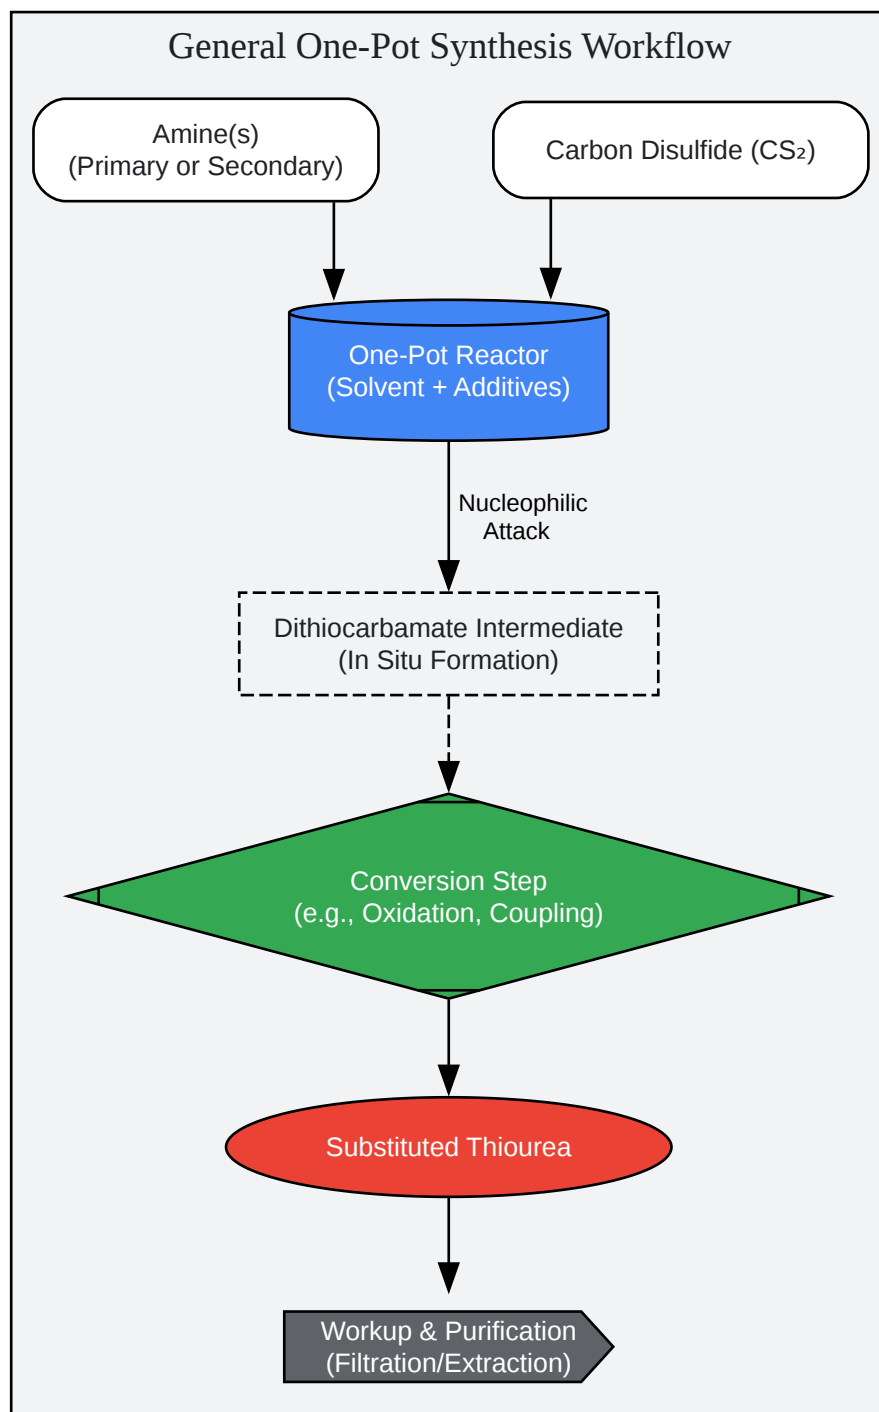 General One-Pot Synthesis Workflow
Amine(s)
(Primary or Secondary)
Carbon Disulfide (CS₂)
One-Pot Reactor
(Solvent + Additives)
Nucleophilic
Attack
Dithiocarbamate Intermediate
(In Situ Formation)
Conversion Step
(e.g., Oxidation, Coupling)
Substituted Thiourea
Workup & Purification
(Filtration/Extraction)